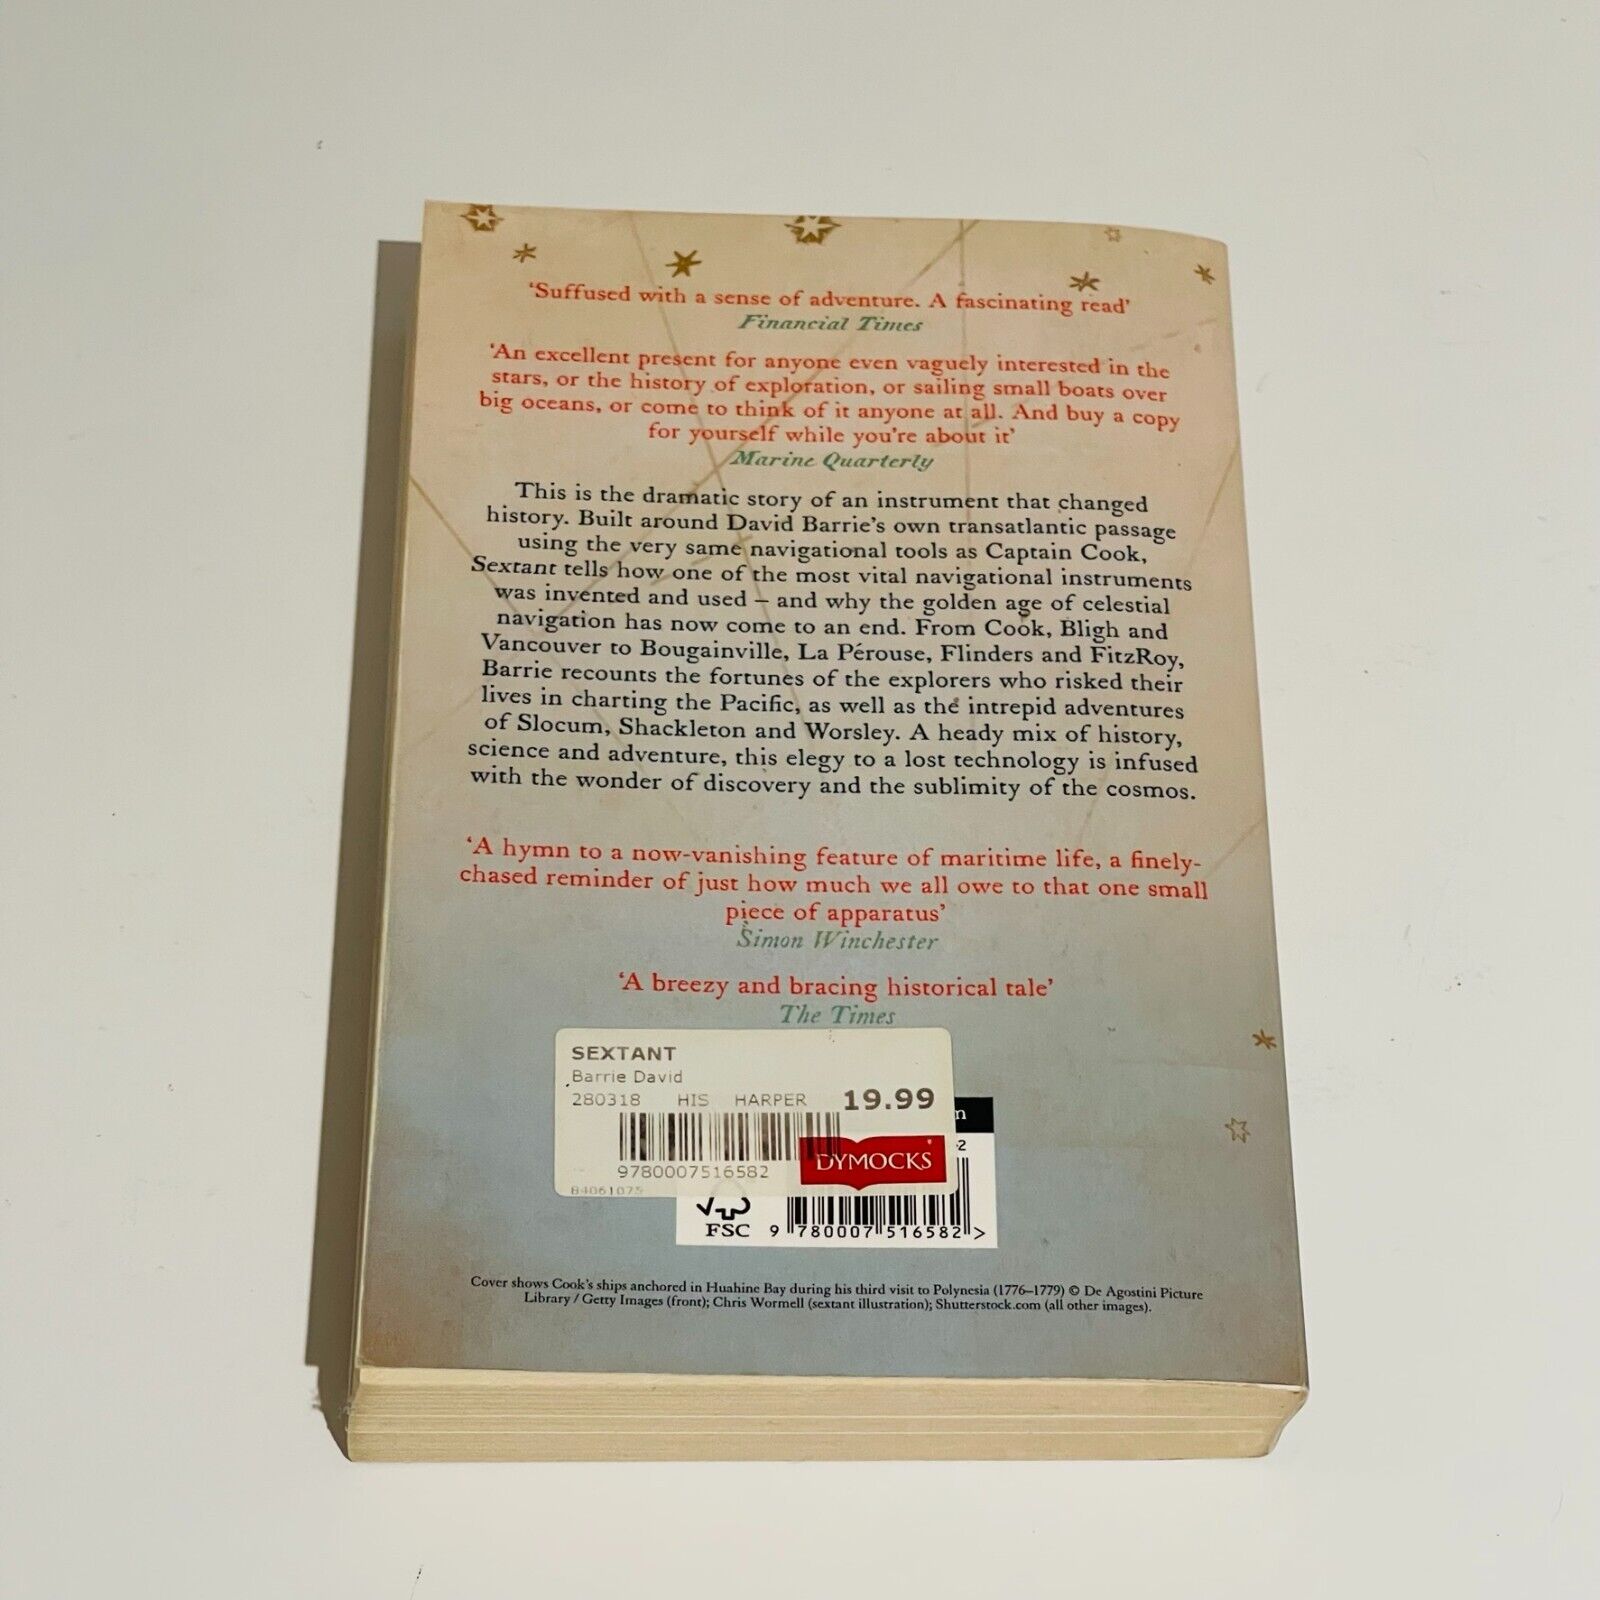 ‘Suffused with a sense of adventure. A fascinating read’
Financial Times
‘An excellent present for anyone even vaguely interested in the
stars, or the history of exploration, or sailing small boats over
big oceans, or come to think of it anyone at all. And buy a copy
for yourself while you’re about it’
Marine Quarterly
This is the dramatic story of an instrument that changed
history. Built around David Barrie’s own transatlantic passage
using the very same navigational tools as Captain Cook,
Sextant tells how one of the most vital navigational instruments
was invented and used – and why the golden age of celestial
navigation has now come to an end. From Cook, Bligh and
Vancouver to Bougainville, La Pérouse, Flinders and FitzRoy,
Barrie recounts the fortunes of the explorers who risked their
lives in charting the Pacific, as well as the intrepid adventures
of Slocum, Shackleton and Worsley. A heady mix of history,
science and adventure, this elegy to a lost technology is infused
with the wonder of discovery and the sublimity of the cosmos.
‘A hymn to a now-vanishing feature of maritime life, a finely-
chased reminder of just how much we all owe to that one small
piece of apparatus’
Simon Winchester
‘A breezy and bracing historical tale’
The Times
SEXTANT
Barrie David
280318 HIS HARPER 19.99
9780007516582
DYMOCKS
84061075
FSC
9 780007 516582 >
Cover shows Cook’s ships anchored in Huahine Bay during his third visit to Polynesia (1776–1779) © De Agostini Picture
Library / Getty Images (front); Chris Wormell (sextant illustration); Shutterstock.com (all other images).